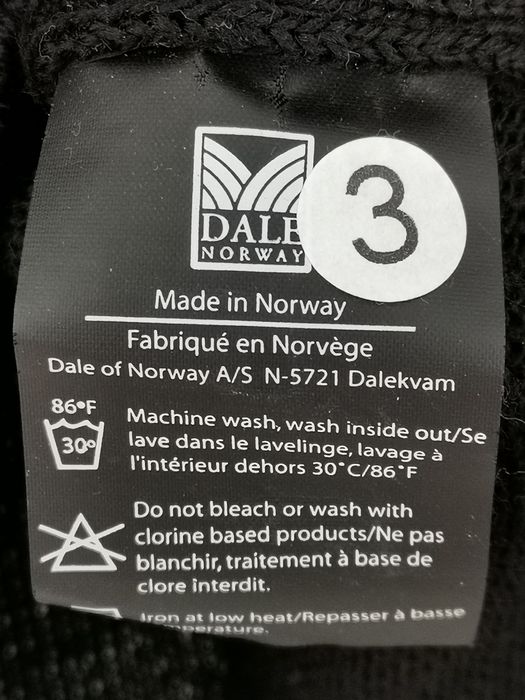 DALE
NORWAY
3
Made in Norway
Fabriqué en Norvège
Dale of Norway A/S N-5721 Dalekvam
86°F
30°
Machine wash, wash inside out/Se
lave dans le lavelinge, lavage à
l'intérieur dehors 30°C/86°F
Do not bleach or wash with
clorine based products/Ne pas
blanchir, traitement à base de
clore interdit.
Iron at low heat/Repasser à basse